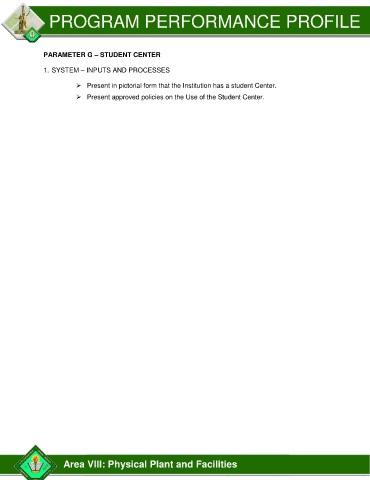 PROGRAM PERFORMANCE PROFILE
PARAMETER G – STUDENT CENTER
1. SYSTEM – INPUTS AND PROCESSES
➢ Present in pictorial form that the Institution has a student Center.
➢ Present approved policies on the Use of the Student Center.
Area VIII: Physical Plant and Facilities